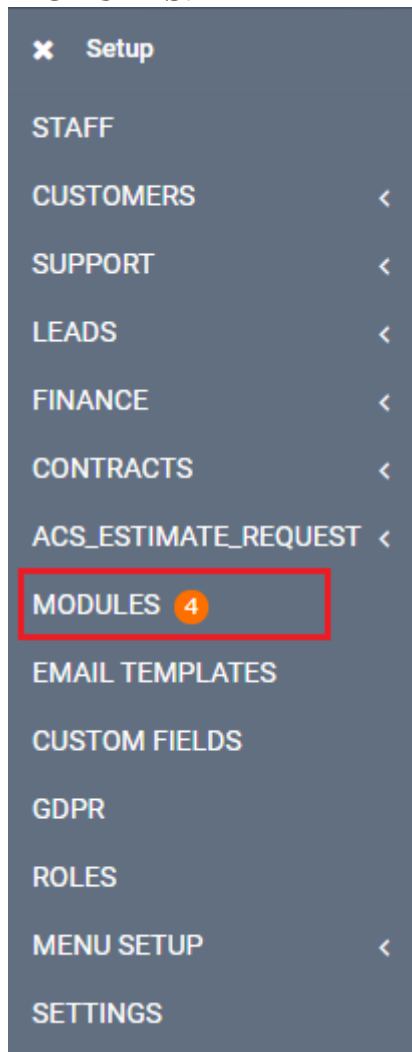 Setup
STAFF
CUSTOMERS
SUPPORT
LEADS
FINANCE
CONTRACTS
ACS_ESTIMATE_REQUEST
MODULES 4
EMAIL TEMPLATES
CUSTOM FIELDS
GDPR
ROLES
MENU SETUP
SETTINGS